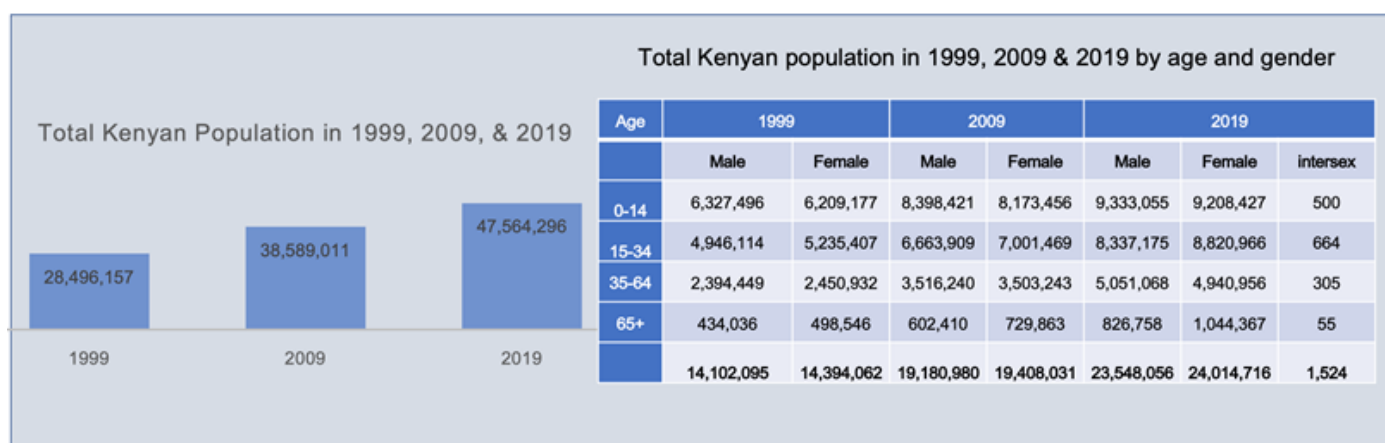 Total Kenyan Population in 1999, 2009, & 2019
28,496,157
38,589,011
47,564,296
1999 2009 2019
Total Kenyan population in 1999, 2009 & 2019 by age and gender
Age 1999 2009 2019
Male Female Male Female Male Female intersex
0-14 6,327,496 6,209,177 8,398,421 8,173,456 9,333,055 9,208,427 500
15-34 4,946,114 5,235,407 6,663,909 7,001,469 8,337,175 8,820,966 664
35-64 2,394,449 2,450,932 3,516,240 3,503,243 5,051,068 4,940,956 305
65+ 434,036 498,546 602,410 729,863 826,758 1,044,367 55
14,102,095 14,394,062 19,180,980 19,408,031 23,548,056 24,014,716 1,524